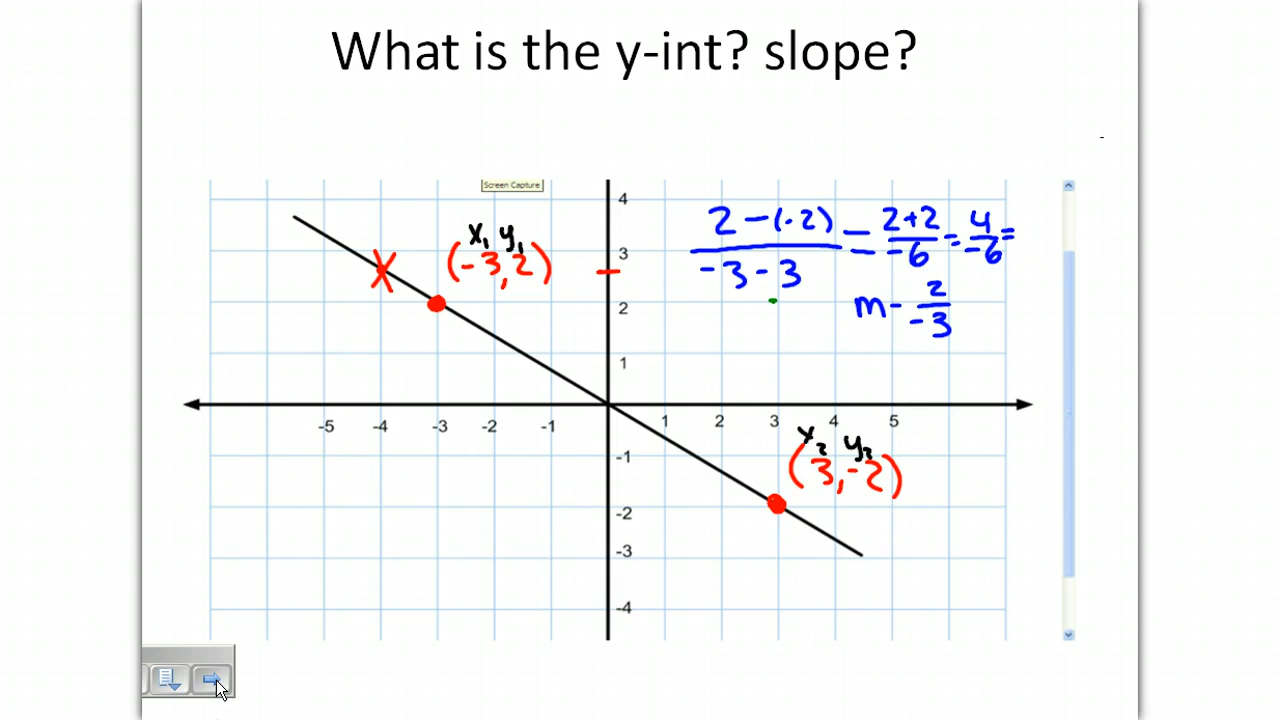 What is the y-int? slope?
Screen Capture
4
3
2
1
-1
-2
-3
-4
-5 -4 -3 -2 -1 1 2 3 4 5
x₁ y₁
(-3, 2)
x₂ y₂
(3, -2)
2 - (-2) = 2+2 = 4 =
-3 - 3 -6 -6
m - 2
-3